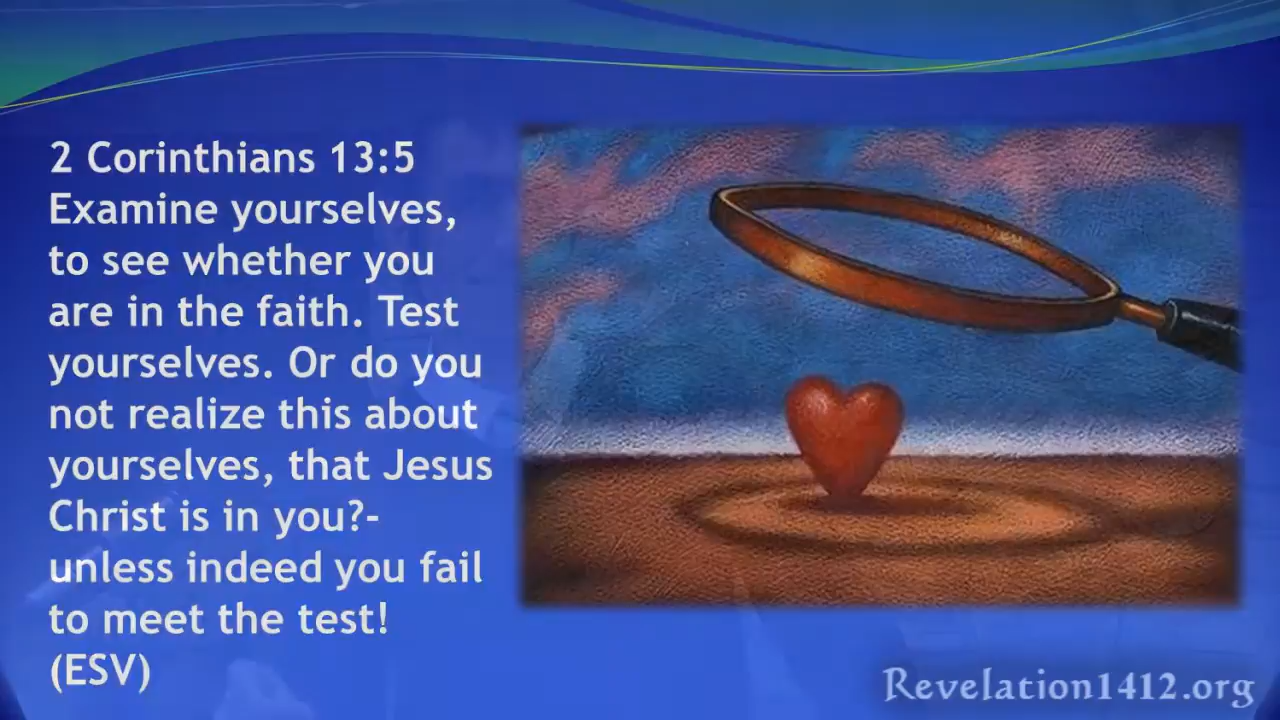 2 Corinthians 13:5
Examine yourselves,
to see whether you
are in the faith. Test
yourselves. Or do you
not realize this about
yourselves, that Jesus
Christ is in you?-
unless indeed you fail
to meet the test!
(ESV)
Revelation1412.org